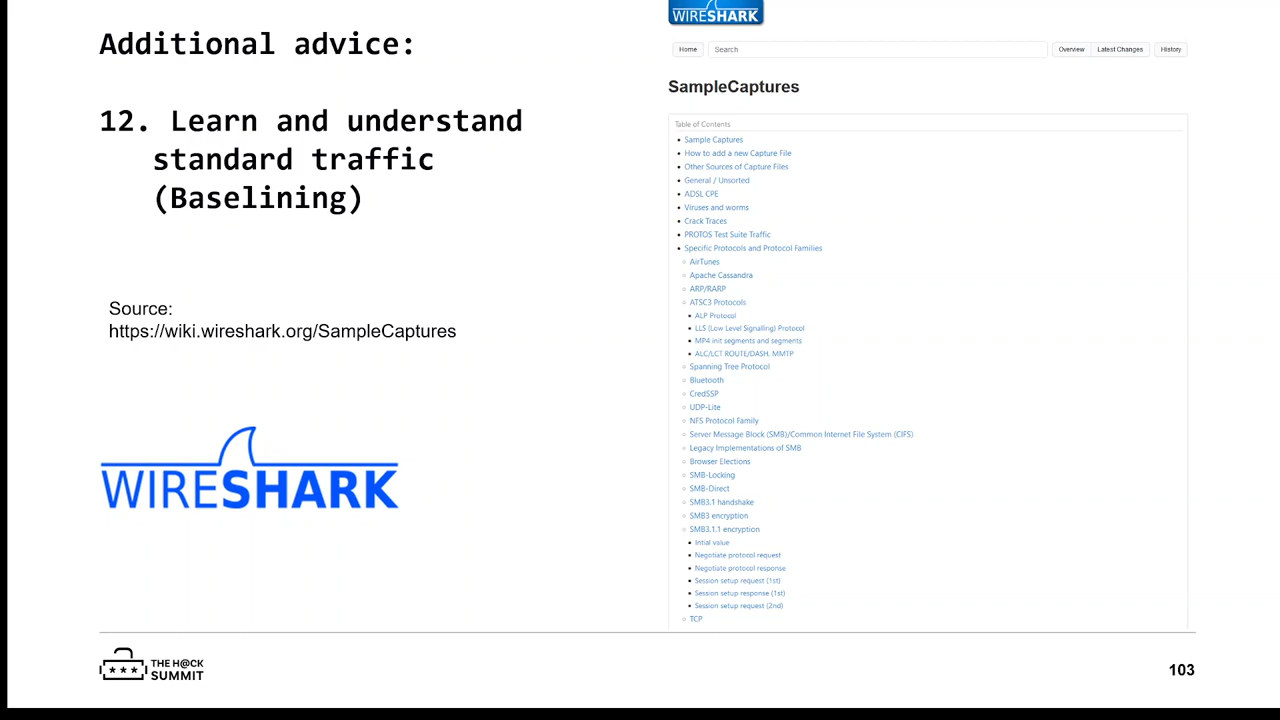 Additional advice:
12. Learn and understand
standard traffic
(Baselining)
Source:
https://wiki.wireshark.org/SampleCaptures
WIRESHARK
WIRESHARK
Home
Search
Overview
Latest Changes
History
SampleCaptures
Table of Contents
Sample Captures
How to add a new Capture File
Other Sources of Capture Files
General / Unsorted
ADSL CPE
Viruses and worms
Crack Traces
PROTOS Test Suite Traffic
Specific Protocols and Protocol Families
AirTunes
Apache Cassandra
ARP/RARP
ATSC3 Protocols
ALP Protocol
LLS (Low Level Signalling) Protocol
MP4 init segments and segments
ALC/LCT ROUTE/DASH, MMTP
Spanning Tree Protocol
Bluetooth
CredSSP
UDP-Lite
NFS Protocol Family
Server Message Block (SMB)/Common Internet File System (CIFS)
Legacy Implementations of SMB
Browser Elections
SMB-Locking
SMB-Direct
SMB3.1 handshake
SMB3 encryption
SMB3.1.1 encryption
Intial value
Negotiate protocol request
Negotiate protocol response
Session setup request (1st)
Session setup response (1st)
Session setup request (2nd)
TCP
THE H@CK
SUMMIT
103